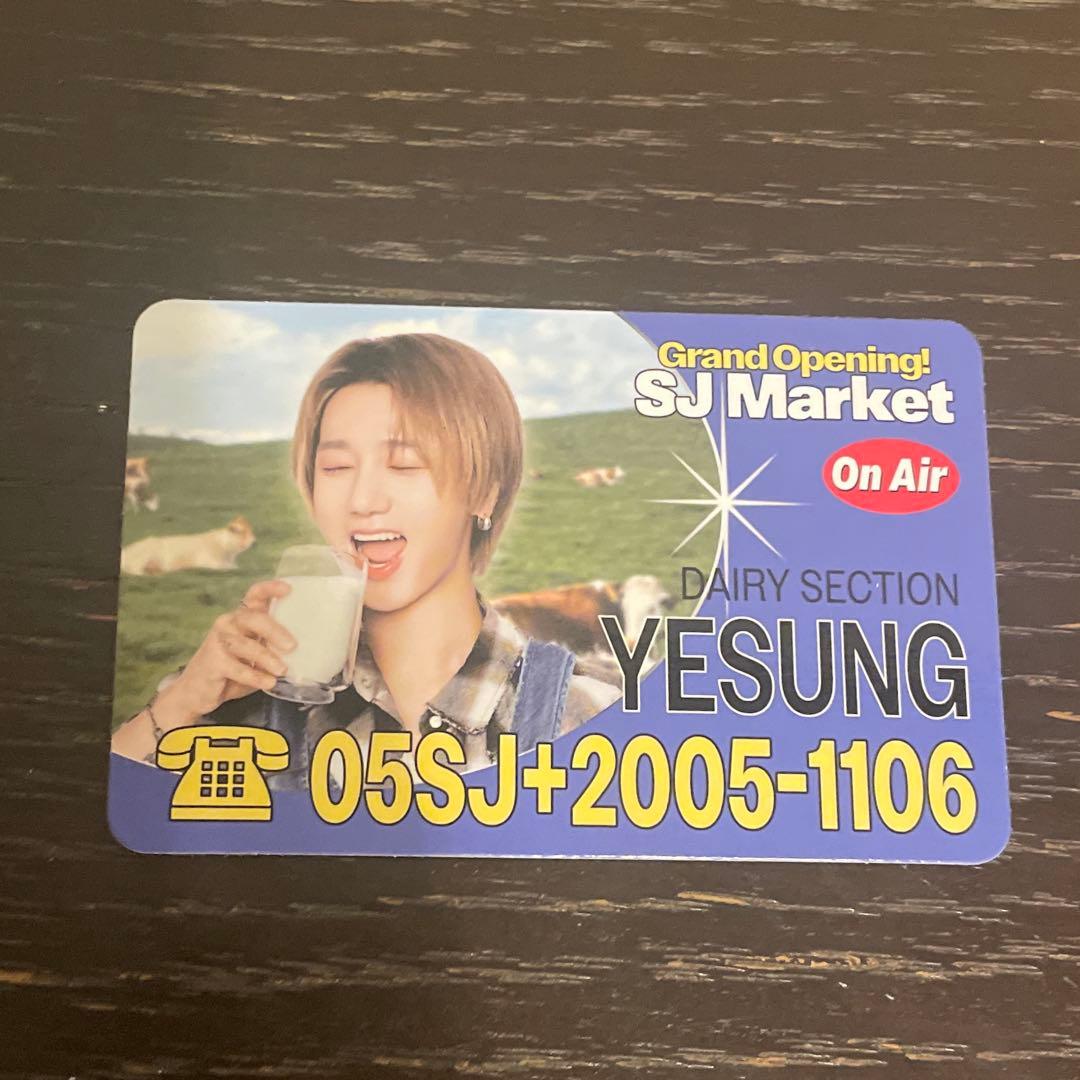 Grand Opening!
SJ Market
On Air
DAIRY SECTION
YESUNG
05SJ+2005-1106